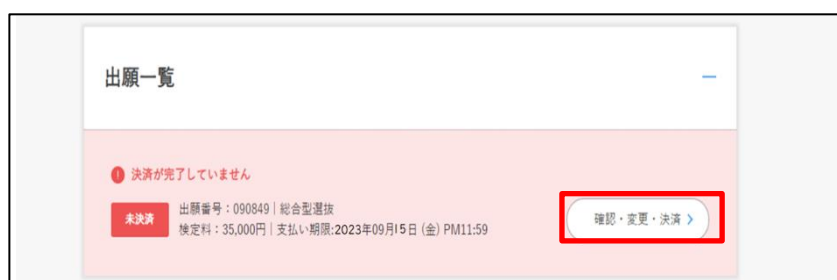 出願一覧
決済が完了していません
未決済
出願番号：090849｜総合型選抜
検定料：35,000円｜支払い期限:2023年09月15日 (金) PM11:59
確認・変更・決済